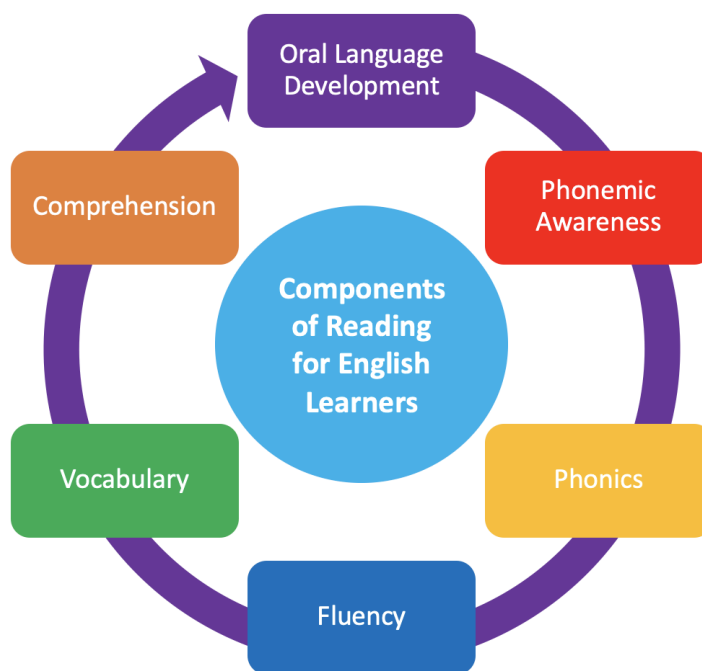 Oral Language
Development
Phonemic
Awareness
Phonics
Fluency
Vocabulary
Comprehension
Components
of Reading
for English
Learners